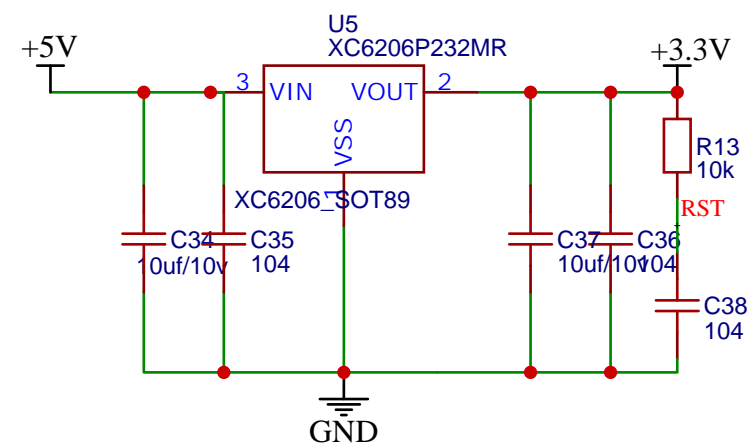 U5
XC6206P232MR
+5V
+3.3V
3
VIN
VOUT
2
VSS
1
XC6206_SOT89
R13
10k
RST
C34
10uf/10v
C35
104
C37
10uf/10v
C36
104
C38
104
GND